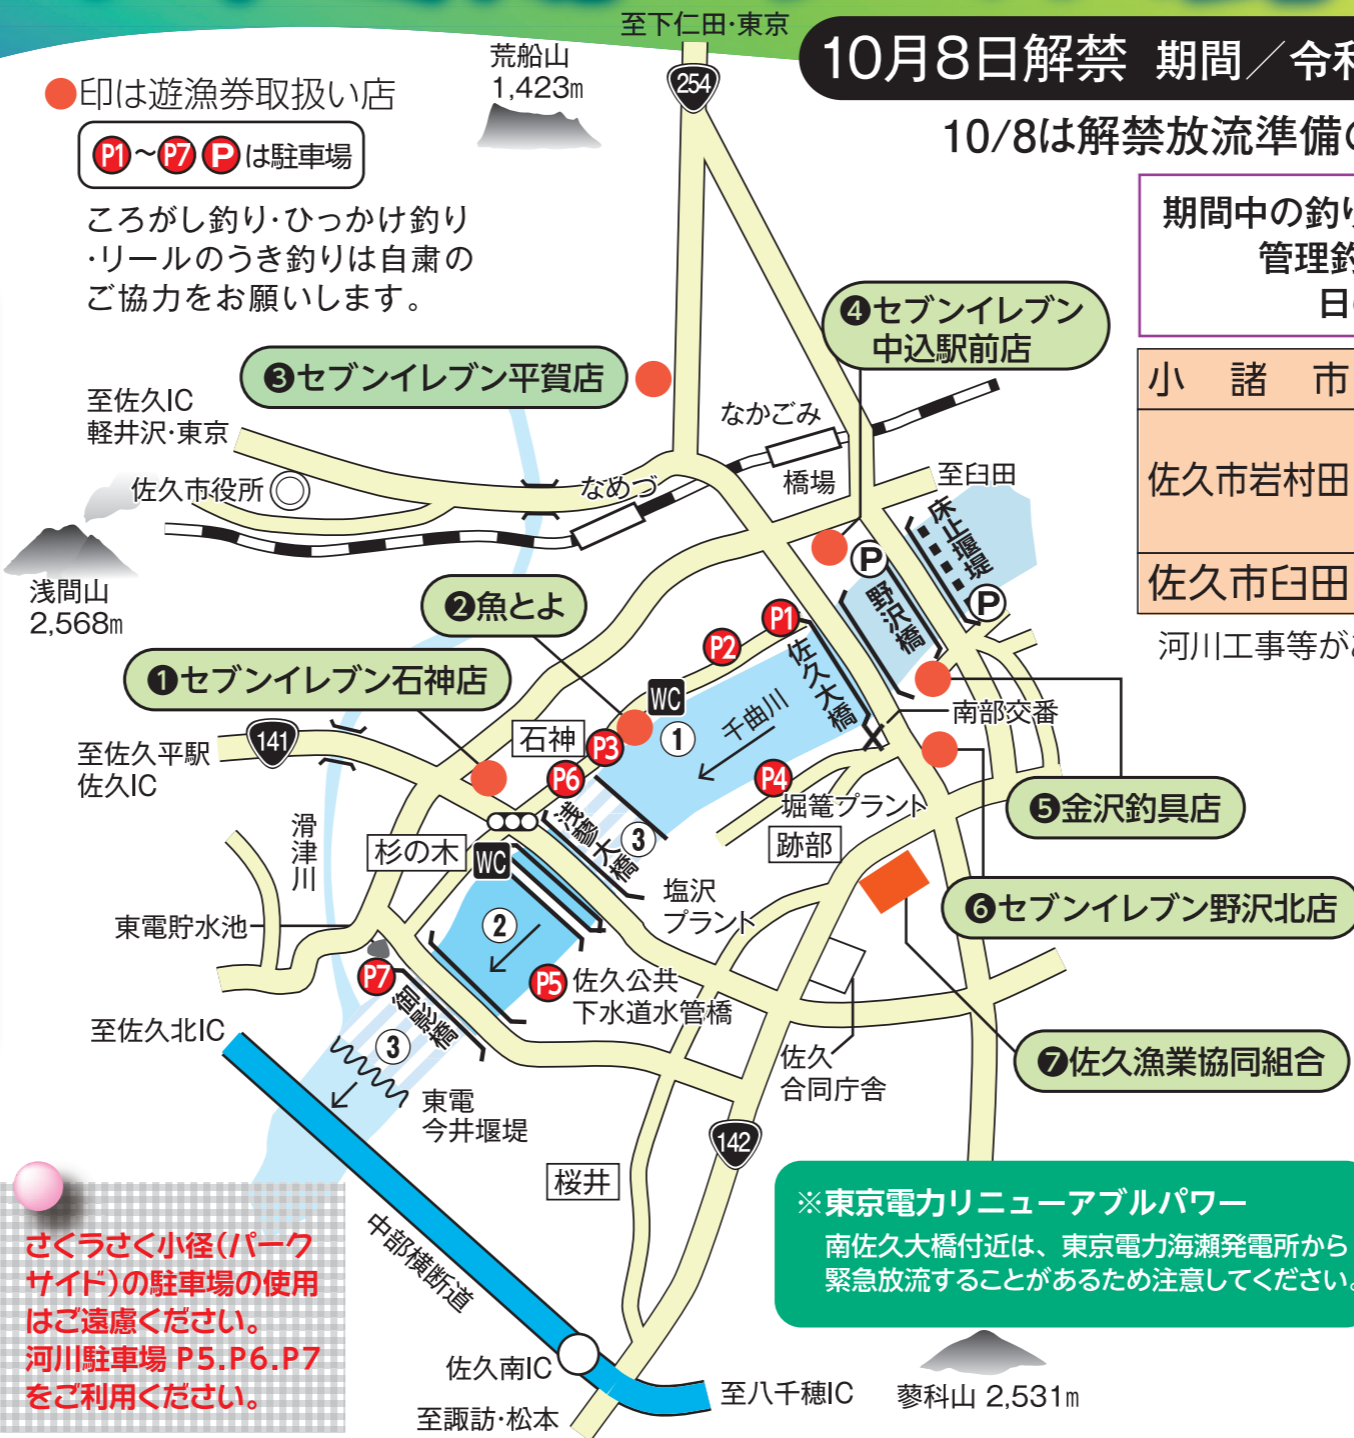 至下仁田・東京
荒船山
1,423m
254
10月8日解禁 期間／令和
10/8は解禁放流準備の
●印は遊漁券取扱い店
P1～P7 P は駐車場
ころがし釣り・ひっかけ釣り
・リールのうき釣りは自粛の
ご協力をお願いします。
期間中の釣り
管理釣
日
小諸市
佐久市岩村田
佐久市臼田
河川工事等があ
❹セブンイレブン
中込駅前店
❸セブンイレブン平賀店
至佐久IC
軽井沢・東京
なかごみ
佐久市役所
なめづ
橋場
至臼田
床止堰堤
P
P
野沢橋
浅間山
2,568m
❷魚とよ
P1
P2
佐久大橋
❶セブンイレブン石神店
WC
①
千曲川
南部交番
石神
P3
141
至佐久平駅
佐久IC
P6
P4
堀篭プラント
❺金沢釣具店
滑津川
杉の木
WC
浅蓼大橋
③
跡部
塩沢
プラント
❻セブンイレブン野沢北店
東電貯水池
②
P7
P5
佐久公共
下水道水管橋
御影橋
至佐久北IC
③
佐久
合同庁舎
❼佐久漁業協同組合
東電
今井堰堤
142
桜井
中部横断道
※東京電力リニューアブルパワー
南佐久大橋付近は、東京電力海瀬発電所から
緊急放流することがあるため注意してください。
さくラさく小径（パーク
サイド）の駐車場の使用
はご遠慮ください。
河川駐車場 P5.P6.P7
をご利用ください。
佐久南IC
至八千穂IC
至諏訪・松本
蓼科山 2,531m